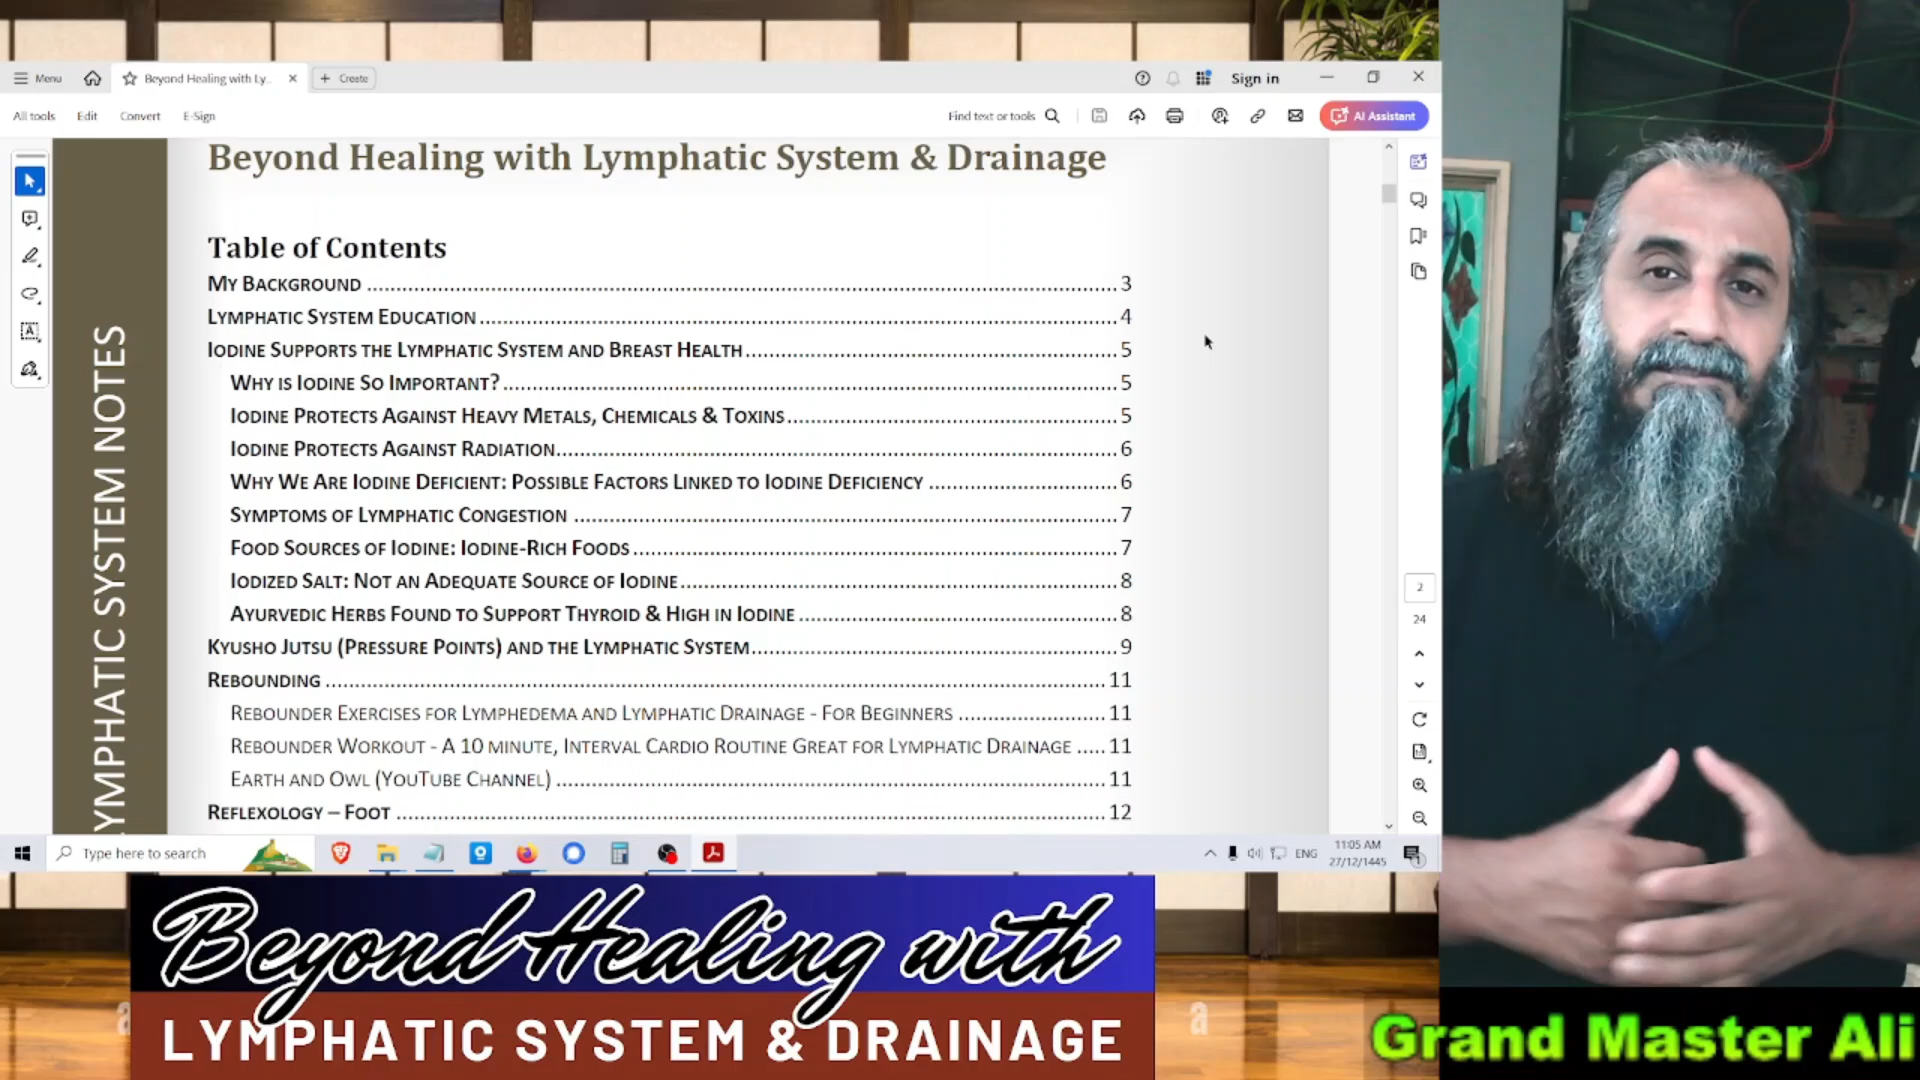 Menu
Beyond Healing with Ly...
Create
Sign in
All tools
Edit
Convert
E-Sign
Find text or tools
AI Assistant
Beyond Healing with Lymphatic System & Drainage
Table of Contents
MY BACKGROUND 3
LYMPHATIC SYSTEM EDUCATION 4
IODINE SUPPORTS THE LYMPHATIC SYSTEM AND BREAST HEALTH 5
WHY IS IODINE SO IMPORTANT? 5
IODINE PROTECTS AGAINST HEAVY METALS, CHEMICALS & TOXINS 5
IODINE PROTECTS AGAINST RADIATION 6
WHY WE ARE IODINE DEFICIENT: POSSIBLE FACTORS LINKED TO IODINE DEFICIENCY 6
SYMPTOMS OF LYMPHATIC CONGESTION 7
FOOD SOURCES OF IODINE: IODINE-RICH FOODS 7
IODIZED SALT: NOT AN ADEQUATE SOURCE OF IODINE 8
AYURVEDIC HERBS FOUND TO SUPPORT THYROID & HIGH IN IODINE 8
KYUSHO JUTSU (PRESSURE POINTS) AND THE LYMPHATIC SYSTEM 9
REBOUNDING 11
REBOUNDER EXERCISES FOR LYMPHEDEMA AND LYMPHATIC DRAINAGE - FOR BEGINNERS 11
REBOUNDER WORKOUT - A 10 MINUTE, INTERVAL CARDIO ROUTINE GREAT FOR LYMPHATIC DRAINAGE 11
EARTH AND OWL (YOUTUBE CHANNEL) 11
REFLEXOLOGY – FOOT 12
LYMPHATIC SYSTEM NOTES
2
24
Type here to search
ENG
11:05 AM
27/12/1445
Beyond Healing with
LYMPHATIC SYSTEM & DRAINAGE
Grand Master Ali